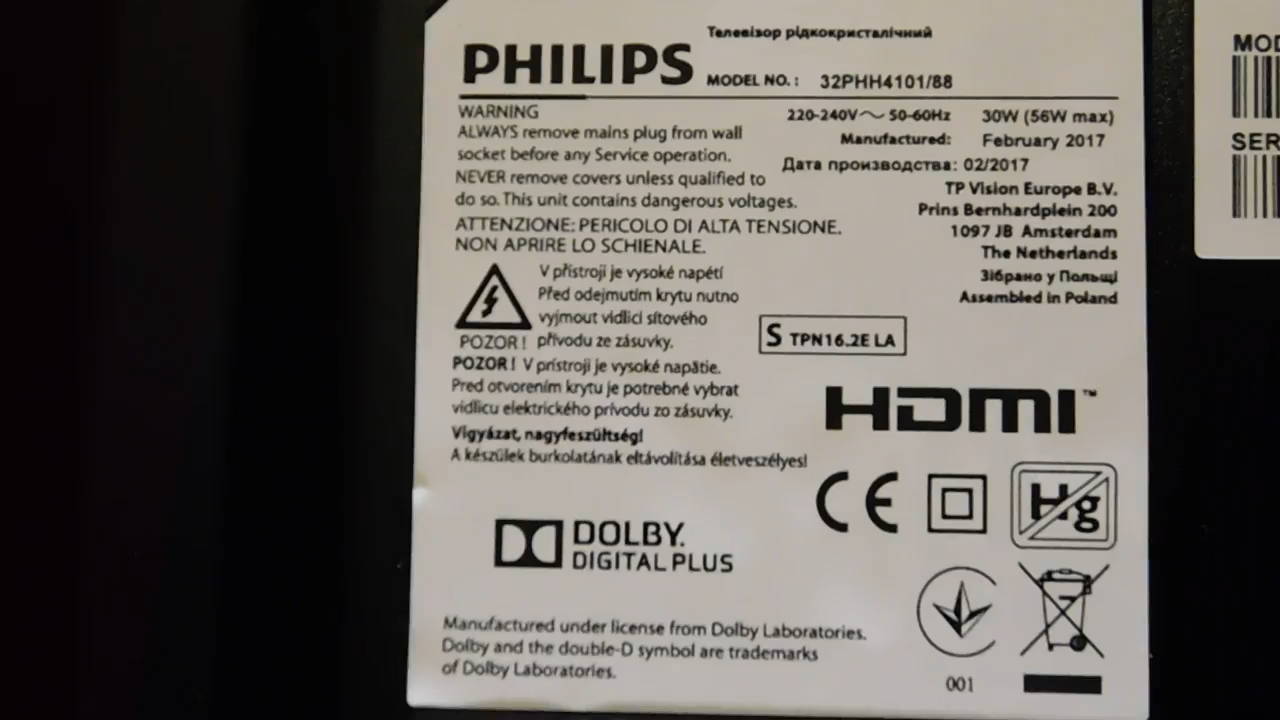 Телевізор рідкокристалічний
PHILIPS MODEL NO.: 32PHH4101/88
WARNING
ALWAYS remove mains plug from wall
socket before any Service operation.
NEVER remove covers unless qualified to
do so. This unit contains dangerous voltages.
ATTENZIONE: PERICOLO DI ALTA TENSIONE.
NON APRIRE LO SCHIENALE.
V přístroji je vysoké napětí
Před odejmutím krytu nutno
vyjmout vidlici síťového
POZOR! přívodu ze zásuvky.
POZOR! V prístroji je vysoké napätie.
Pred otvorením krytu je potrebné vybrat
vidlicu elektrického prívodu zo zásuvky.
Vigyázat, nagyfeszültség!
A készülek burkolatának eltávolítása életveszélyes!
220-240V～ 50-60Hz 30W (56W max)
Manufactured: February 2017
Дата производства: 02/2017
TP Vision Europe B.V.
Prins Bernhardplein 200
1097 JB Amsterdam
The Netherlands
Зібрано у Польщі
Assembled in Poland
S TPN16.2E LA
HDMI™
CE
Hg
DOLBY.
DIGITAL PLUS
Manufactured under license from Dolby Laboratories.
Dolby and the double-D symbol are trademarks
of Dolby Laboratories.
001
MOD
SER